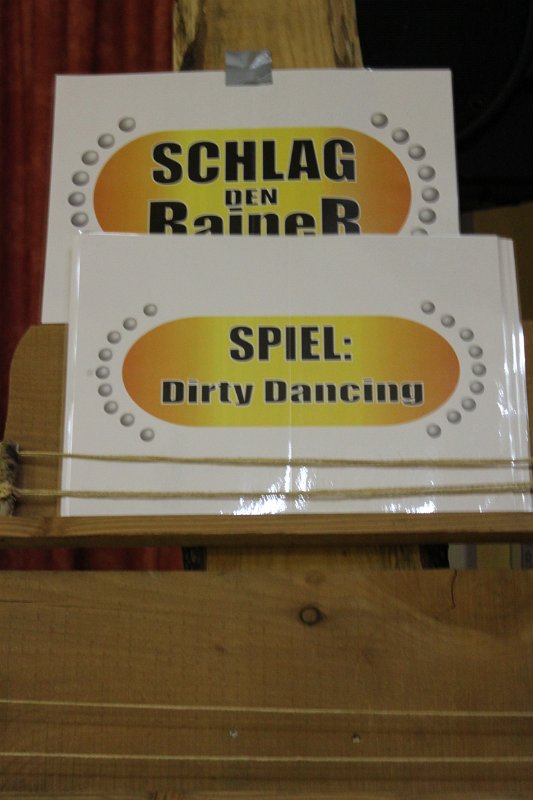 SCHLAG
DEN
RaineR
SPIEL:
Dirty Dancing